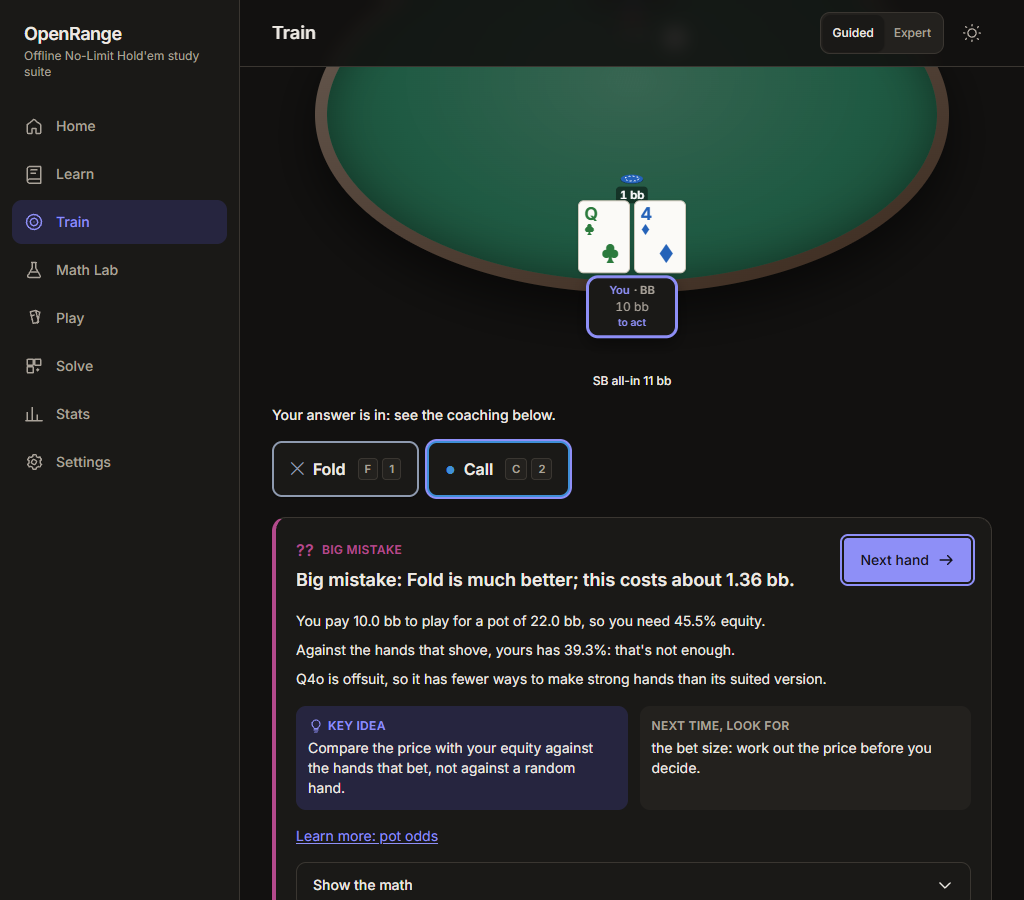 OpenRange
Offline No-Limit Hold'em study
suite
Home
Learn
Train
Math Lab
Play
Solve
Stats
Settings
Train
Guided
Expert
1 bb
Q
4
You · BB
10 bb
to act
SB all-in 11 bb
Your answer is in: see the coaching below.
Fold F 1
Call C 2
?? BIG MISTAKE
Next hand
Big mistake: Fold is much better; this costs about 1.36 bb.
You pay 10.0 bb to play for a pot of 22.0 bb, so you need 45.5% equity.
Against the hands that shove, yours has 39.3%: that's not enough.
Q4o is offsuit, so it has fewer ways to make strong hands than its suited version.
KEY IDEA
Compare the price with your equity against
the hands that bet, not against a random
hand.
NEXT TIME, LOOK FOR
the bet size: work out the price before you
decide.
Learn more: pot odds
Show the math